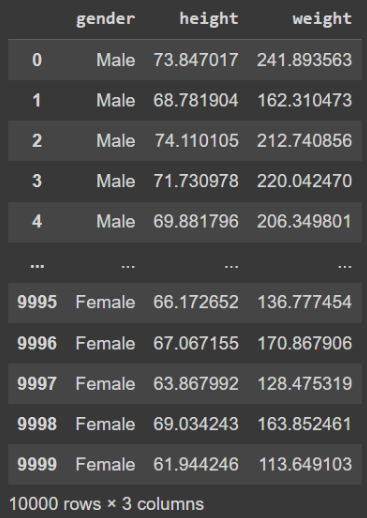 gender height weight
0 Male 73.847017 241.893563
1 Male 68.781904 162.310473
2 Male 74.110105 212.740856
3 Male 71.730978 220.042470
4 Male 69.881796 206.349801
... ... ... ...
9995 Female 66.172652 136.777454
9996 Female 67.067155 170.867906
9997 Female 63.867992 128.475319
9998 Female 69.034243 163.852461
9999 Female 61.944246 113.649103
10000 rows × 3 columns